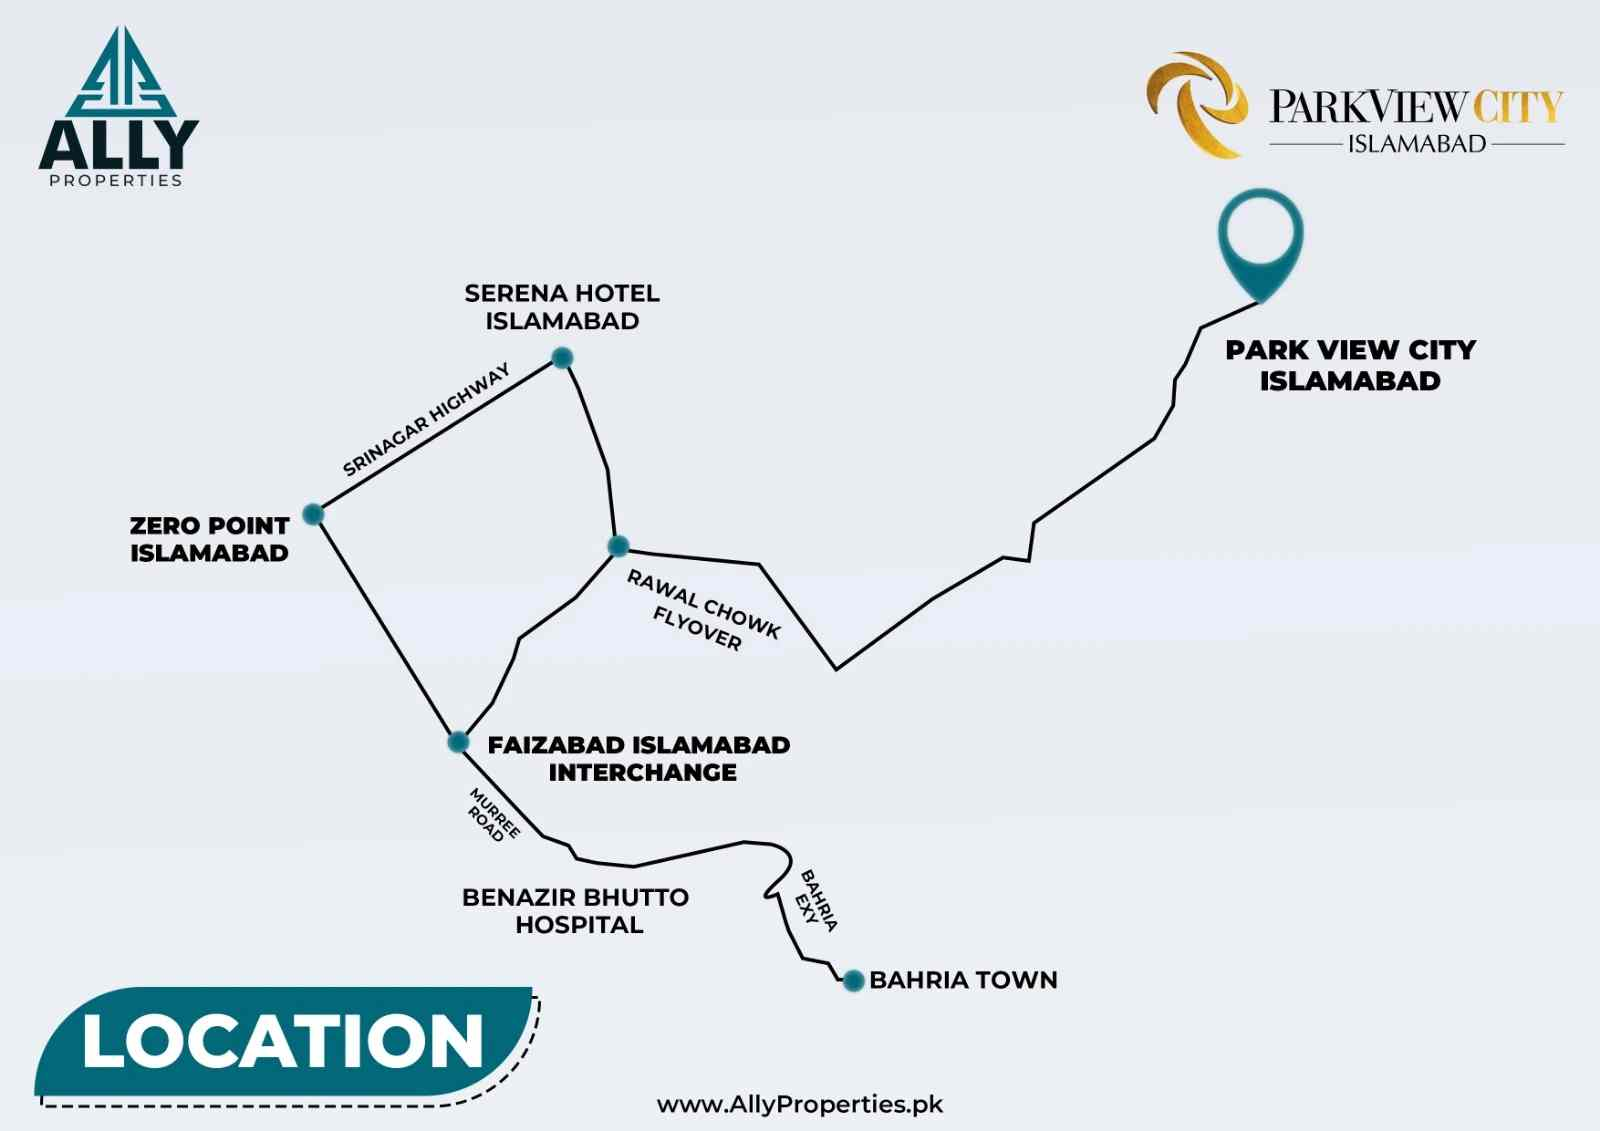 ALLY
PROPERTIES
PARKVIEW CITY
ISLAMABAD
SERENA HOTEL
ISLAMABAD
PARK VIEW CITY
ISLAMABAD
SRINAGAR HIGHWAY
ZERO POINT
ISLAMABAD
RAWAL CHOWK
FLYOVER
FAIZABAD ISLAMABAD
INTERCHANGE
MURREE
ROAD
BENAZIR BHUTTO
HOSPITAL
BAHRIA
EXY
BAHRIA TOWN
LOCATION
www.AllyProperties.pk